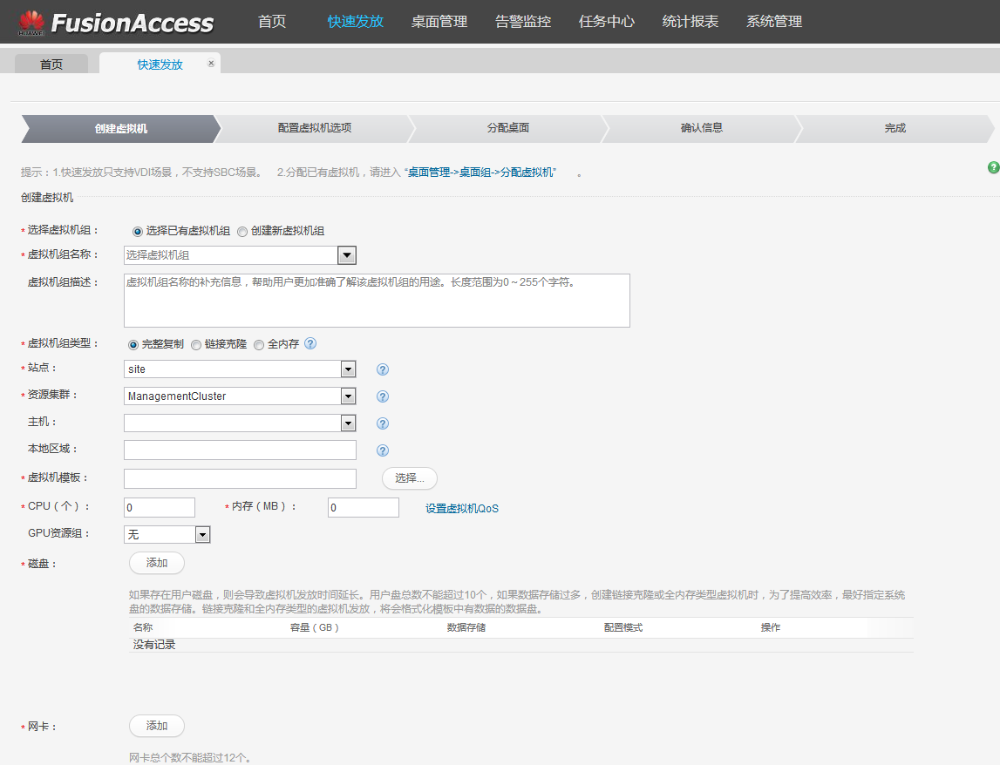 HUAWEI FusionAccess 首页 快速发放 桌面管理 告警监控 任务中心 统计报表 系统管理
首页 快速发放 ×
创建虚拟机 配置虚拟机选项 分配桌面 确认信息 完成
提示：1.快速发放只支持VDI场景，不支持SBC场景。 2.分配已有虚拟机，请进入 “桌面管理->桌面组->分配虚拟机” 。 ?
创建虚拟机
* 选择虚拟机组： 选择已有虚拟机组 创建新虚拟机组
* 虚拟机组名称： 选择虚拟机组
虚拟机组描述： 虚拟机组名称的补充信息，帮助用户更加准确了解该虚拟机组的用途。长度范围为0～255个字符。
* 虚拟机组类型： 完整复制 链接克隆 全内存 ?
* 站点： site ?
* 资源集群： ManagementCluster ?
主机： ?
本地区域： ?
* 虚拟机模板： 选择...
* CPU（个）： 0 * 内存（MB）： 0 设置虚拟机QoS
GPU资源组： 无
* 磁盘： 添加
如果存在用户磁盘，则会导致虚拟机发放时间延长。用户盘总数不能超过10个，如果数据存储过多，创建链接克隆或全内存类型虚拟机时，为了提高效率，最好指定系统
盘的数据存储。链接克隆和全内存类型的虚拟机发放，将会格式化模板中有数据的数据盘。
名称 容量（GB） 数据存储 配置模式 操作
没有记录
* 网卡： 添加
网卡总个数不能超过12个。